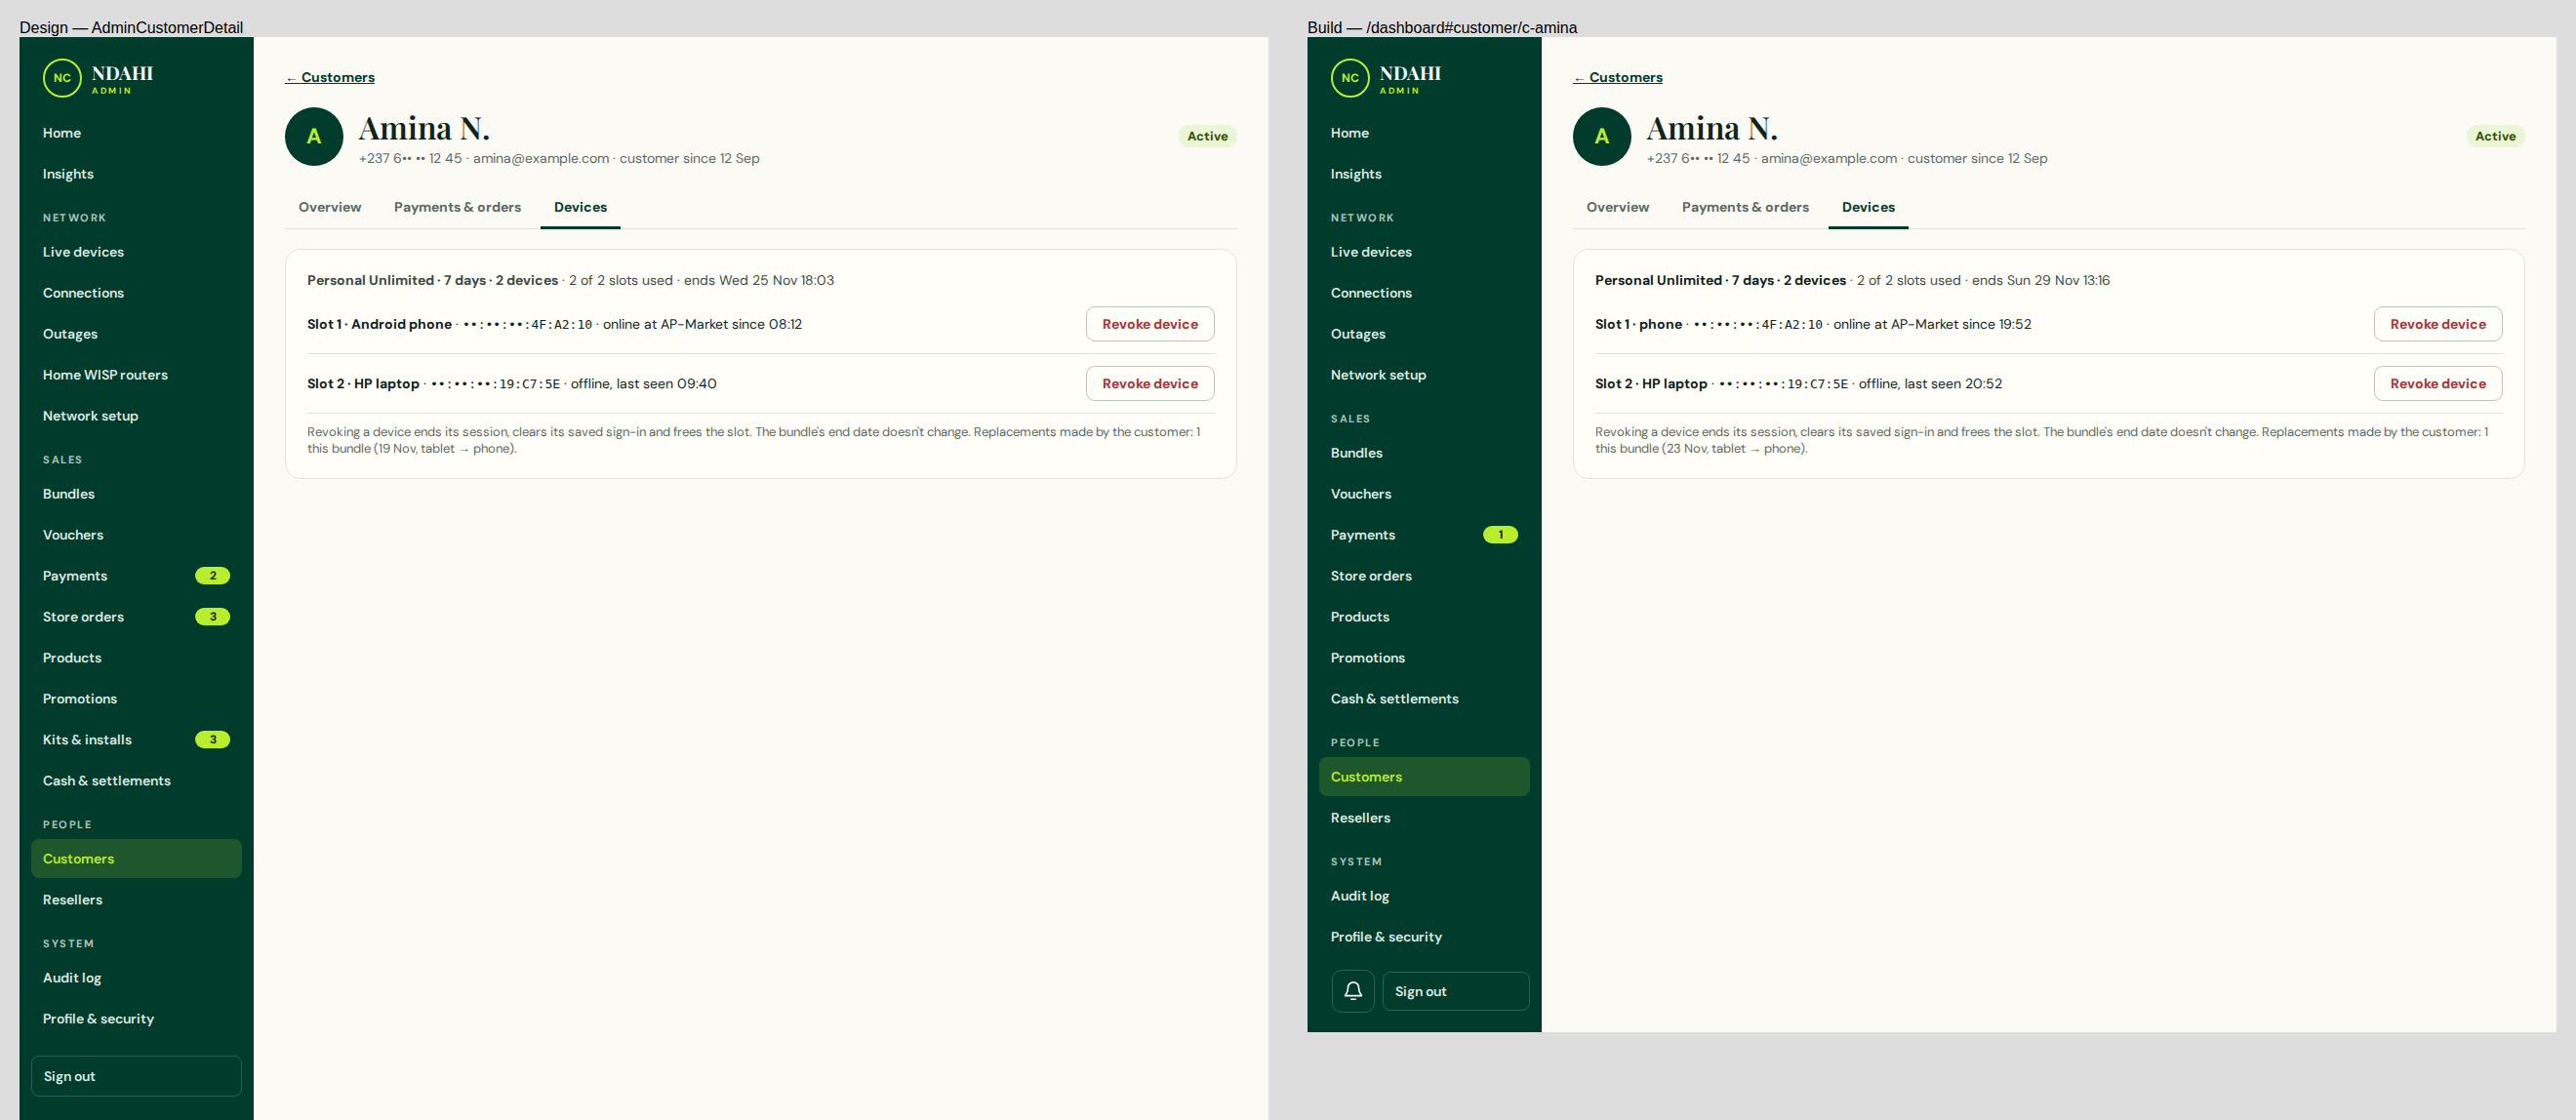 Design — AdminCustomerDetail
NC
NDAHI
ADMIN
Home
Insights
NETWORK
Live devices
Connections
Outages
Home WISP routers
Network setup
SALES
Bundles
Vouchers
Payments 2
Store orders 3
Products
Promotions
Kits & installs 3
Cash & settlements
PEOPLE
Customers
Resellers
SYSTEM
Audit log
Profile & security
Sign out
← Customers
A
Amina N.
+237 6•• •• 12 45 · amina@example.com · customer since 12 Sep
Active
Overview Payments & orders Devices
Personal Unlimited · 7 days · 2 devices · 2 of 2 slots used · ends Wed 25 Nov 18:03
Slot 1 · Android phone · ••:••:••:4F:A2:10 · online at AP-Market since 08:12
Revoke device
Slot 2 · HP laptop · ••:••:••:19:C7:5E · offline, last seen 09:40
Revoke device
Revoking a device ends its session, clears its saved sign-in and frees the slot. The bundle's end date doesn't change. Replacements made by the customer: 1
this bundle (19 Nov, tablet → phone).
Build — /dashboard#customer/c-amina
NC
NDAHI
ADMIN
Home
Insights
NETWORK
Live devices
Connections
Outages
Network setup
SALES
Bundles
Vouchers
Payments 1
Store orders
Products
Promotions
Cash & settlements
PEOPLE
Customers
Resellers
SYSTEM
Audit log
Profile & security
Sign out
← Customers
A
Amina N.
+237 6•• •• 12 45 · amina@example.com · customer since 12 Sep
Active
Overview Payments & orders Devices
Personal Unlimited · 7 days · 2 devices · 2 of 2 slots used · ends Sun 29 Nov 13:16
Slot 1 · phone · ••:••:••:4F:A2:10 · online at AP-Market since 19:52
Revoke device
Slot 2 · HP laptop · ••:••:••:19:C7:5E · offline, last seen 20:52
Revoke device
Revoking a device ends its session, clears its saved sign-in and frees the slot. The bundle's end date doesn't change. Replacements made by the customer: 1
this bundle (23 Nov, tablet → phone).